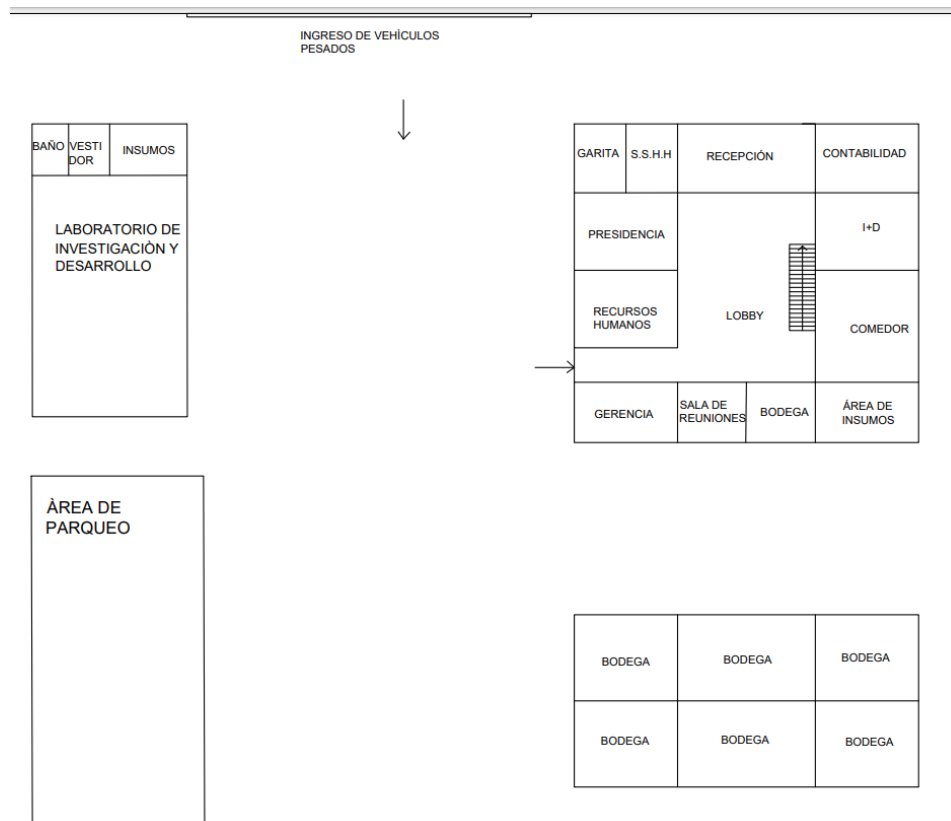 INGRESO DE VEHÌCULOS
PESADOS
BAÑO
VESTI
DOR
INSUMOS
LABORATORIO DE
INVESTIGACIÒN Y
DESARROLLO
GARITA
S.S.H.H
RECEPCIÓN
CONTABILIDAD
PRESIDENCIA
I+D
RECURSOS
HUMANOS
LOBBY
COMEDOR
GERENCIA
SALA DE
REUNIONES
BODEGA
ÁREA DE
INSUMOS
ÀREA DE
PARQUEO
BODEGA
BODEGA
BODEGA
BODEGA
BODEGA
BODEGA